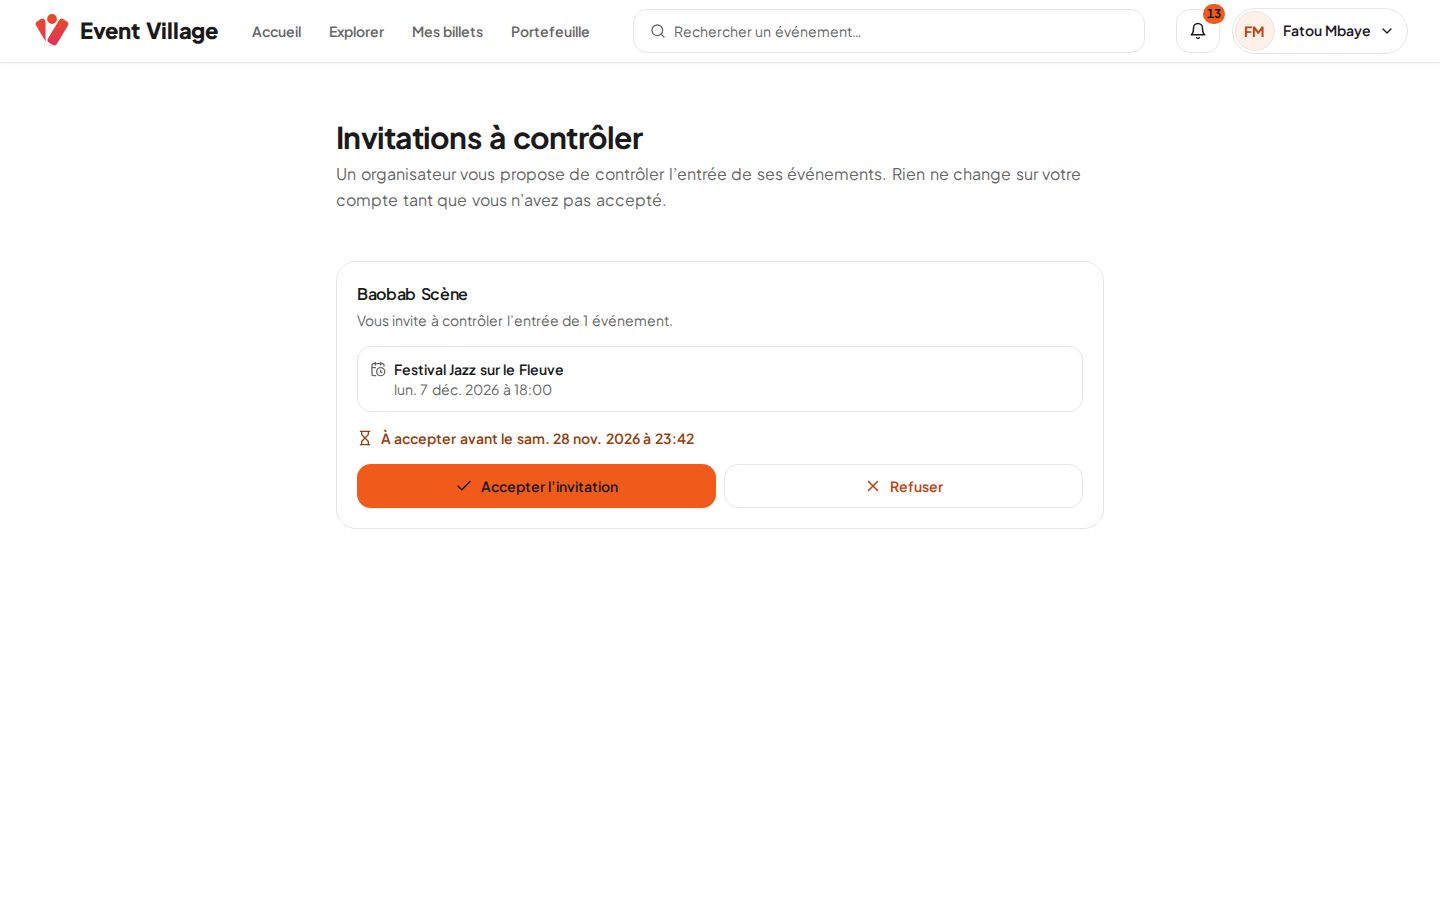 Event Village
Accueil
Explorer
Mes billets
Portefeuille
Rechercher un événement…
13
FM
Fatou Mbaye
Invitations à contrôler
Un organisateur vous propose de contrôler l’entrée de ses événements. Rien ne change sur votre
compte tant que vous n’avez pas accepté.
Baobab Scène
Vous invite à contrôler l’entrée de 1 événement.
Festival Jazz sur le Fleuve
lun. 7 déc. 2026 à 18:00
À accepter avant le sam. 28 nov. 2026 à 23:42
Accepter l’invitation
Refuser